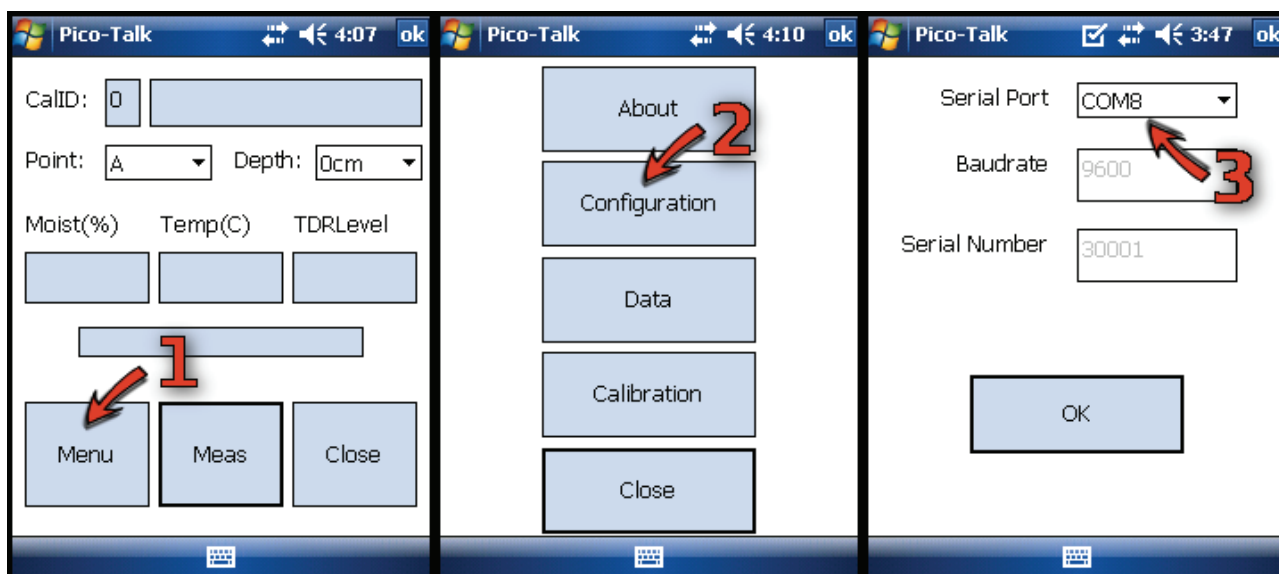 Pico-Talk 4:07 ok
CalID: 0
Point: A Depth: 0cm
Moist(%) Temp(C) TDRLevel
1
Menu Meas Close
Pico-Talk 4:10 ok
About
2
Configuration
Data
Calibration
Close
Pico-Talk 3:47 ok
Serial Port COM8
3
Baudrate 9600
Serial Number 30001
OK